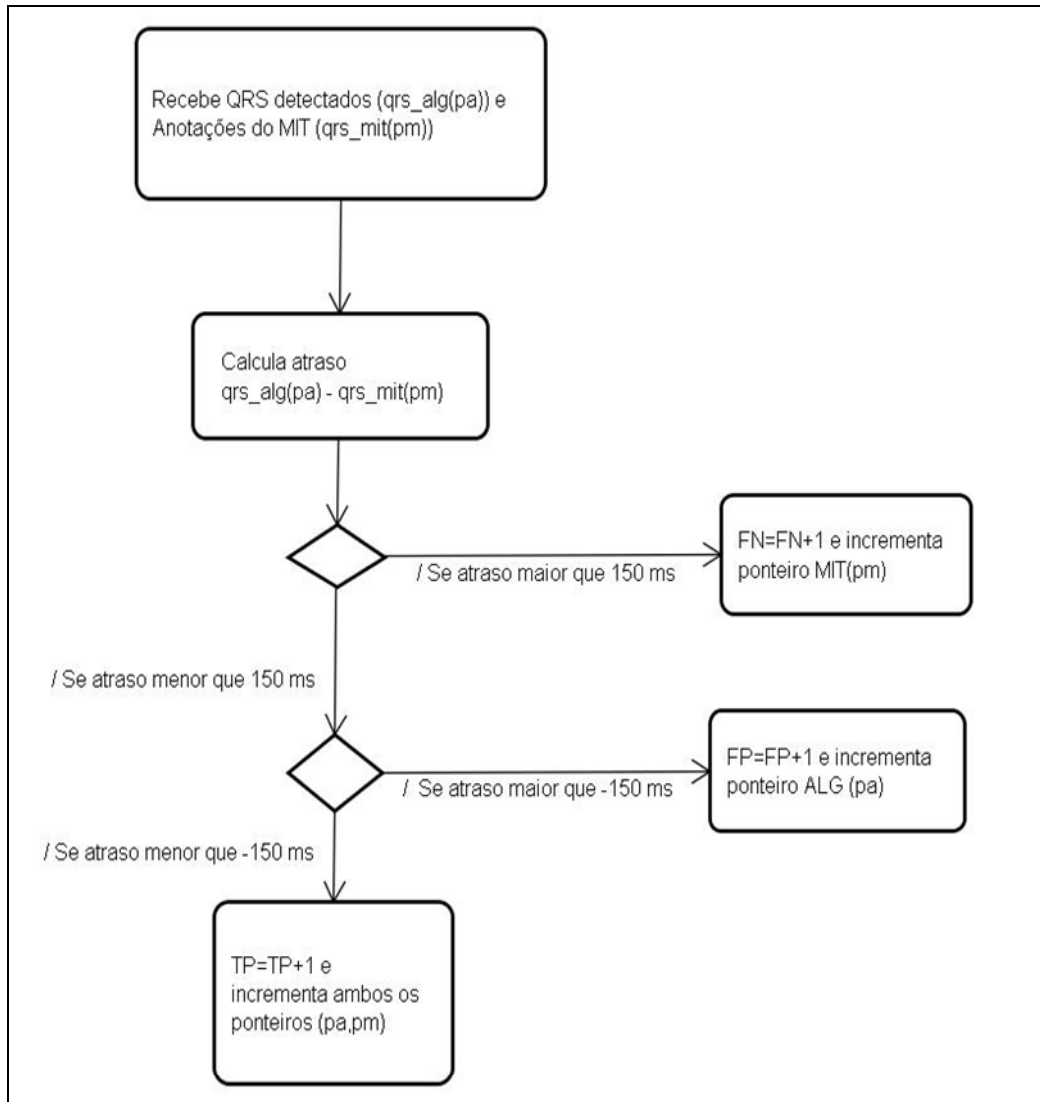 Recebe QRS detectados (qrs_alg(pa)) e
Anotações do MIT (qrs_mit(pm))
Calcula atraso
qrs_alg(pa) - qrs_mit(pm)
/ Se atraso maior que 150 ms
FN=FN+1 e incrementa
ponteiro MIT(pm)
/ Se atraso menor que 150 ms
/ Se atraso maior que -150 ms
FP=FP+1 e incrementa
ponteiro ALG (pa)
/ Se atraso menor que -150 ms
TP=TP+1 e
incrementa ambos os
ponteiros (pa,pm)